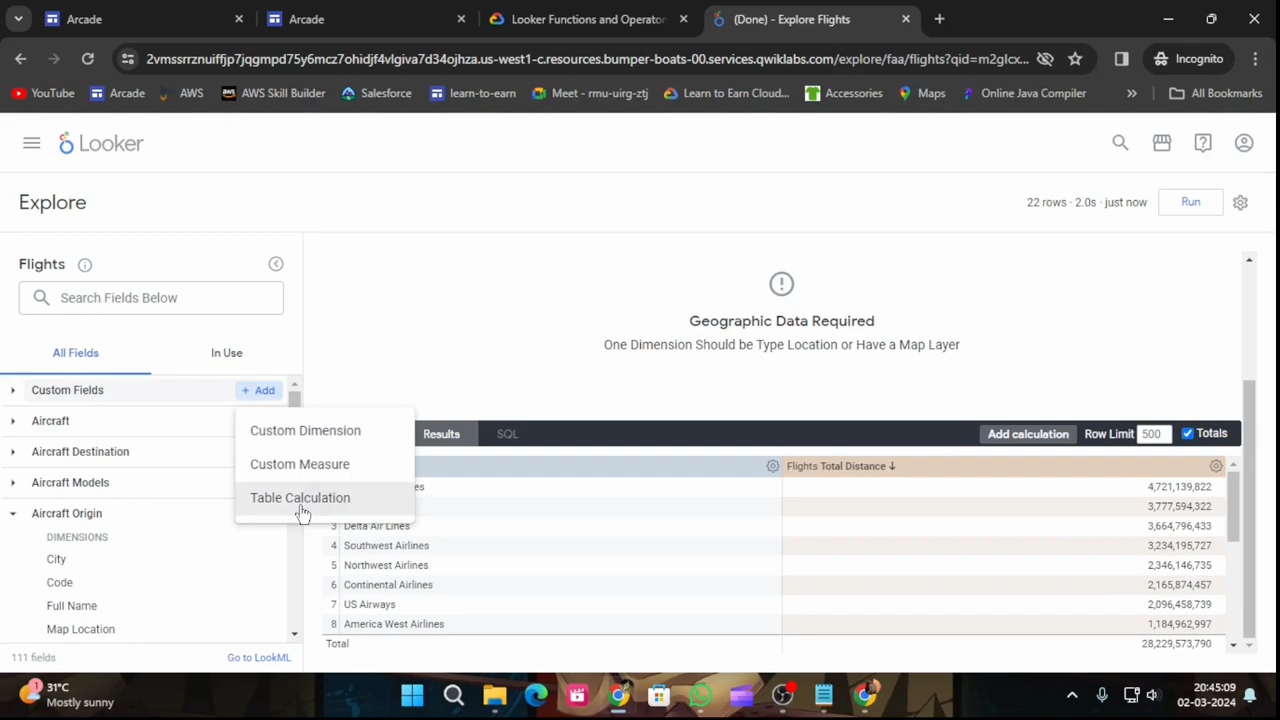 Arcade
Arcade
Looker Functions and Operator
(Done) - Explore Flights
2vmssrrznuiffjp7jqgmpd75y6mcz7ohidjf4vlgiva7d34ojhza.us-west1-c.resources.bumper-boats-00.services.qwiklabs.com/explore/faa/flights?qid=m2glcx...
Incognito
YouTube
Arcade
AWS
AWS Skill Builder
Salesforce
learn-to-earn
Meet - rmu-uirg-ztj
Learn to Earn Cloud...
Accessories
Maps
Online Java Compiler
All Bookmarks
Looker
Explore
22 rows · 2.0s · just now
Run
Flights
Search Fields Below
All Fields
In Use
Custom Fields
+ Add
Aircraft
Aircraft Destination
Aircraft Models
Aircraft Origin
DIMENSIONS
City
Code
Full Name
Map Location
111 fields
Go to LookML
Custom Dimension
Custom Measure
Table Calculation
Geographic Data Required
One Dimension Should be Type Location or Have a Map Layer
Results
SQL
Add calculation
Row Limit 500
Totals
Flights Total Distance
es 4,721,139,822
3,777,594,322
3 Delta Air Lines 3,664,796,433
4 Southwest Airlines 3,234,195,727
5 Northwest Airlines 2,346,146,735
6 Continental Airlines 2,165,874,457
7 US Airways 2,096,458,739
8 America West Airlines 1,184,962,997
Total 28,229,573,790
1
31°C
Mostly sunny
20:45:09
02-03-2024